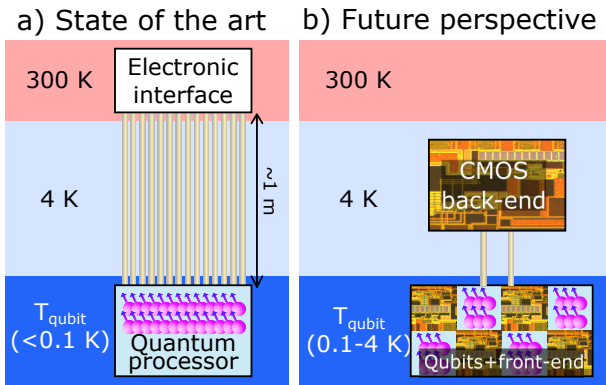 a) State of the art
300 K
Electronic
interface
4 K
~1 m
T_qubit
(<0.1 K)
Quantum
processor
b) Future perspective
300 K
4 K
CMOS
back-end
T_qubit
(0.1-4 K)
Qubits+front-end